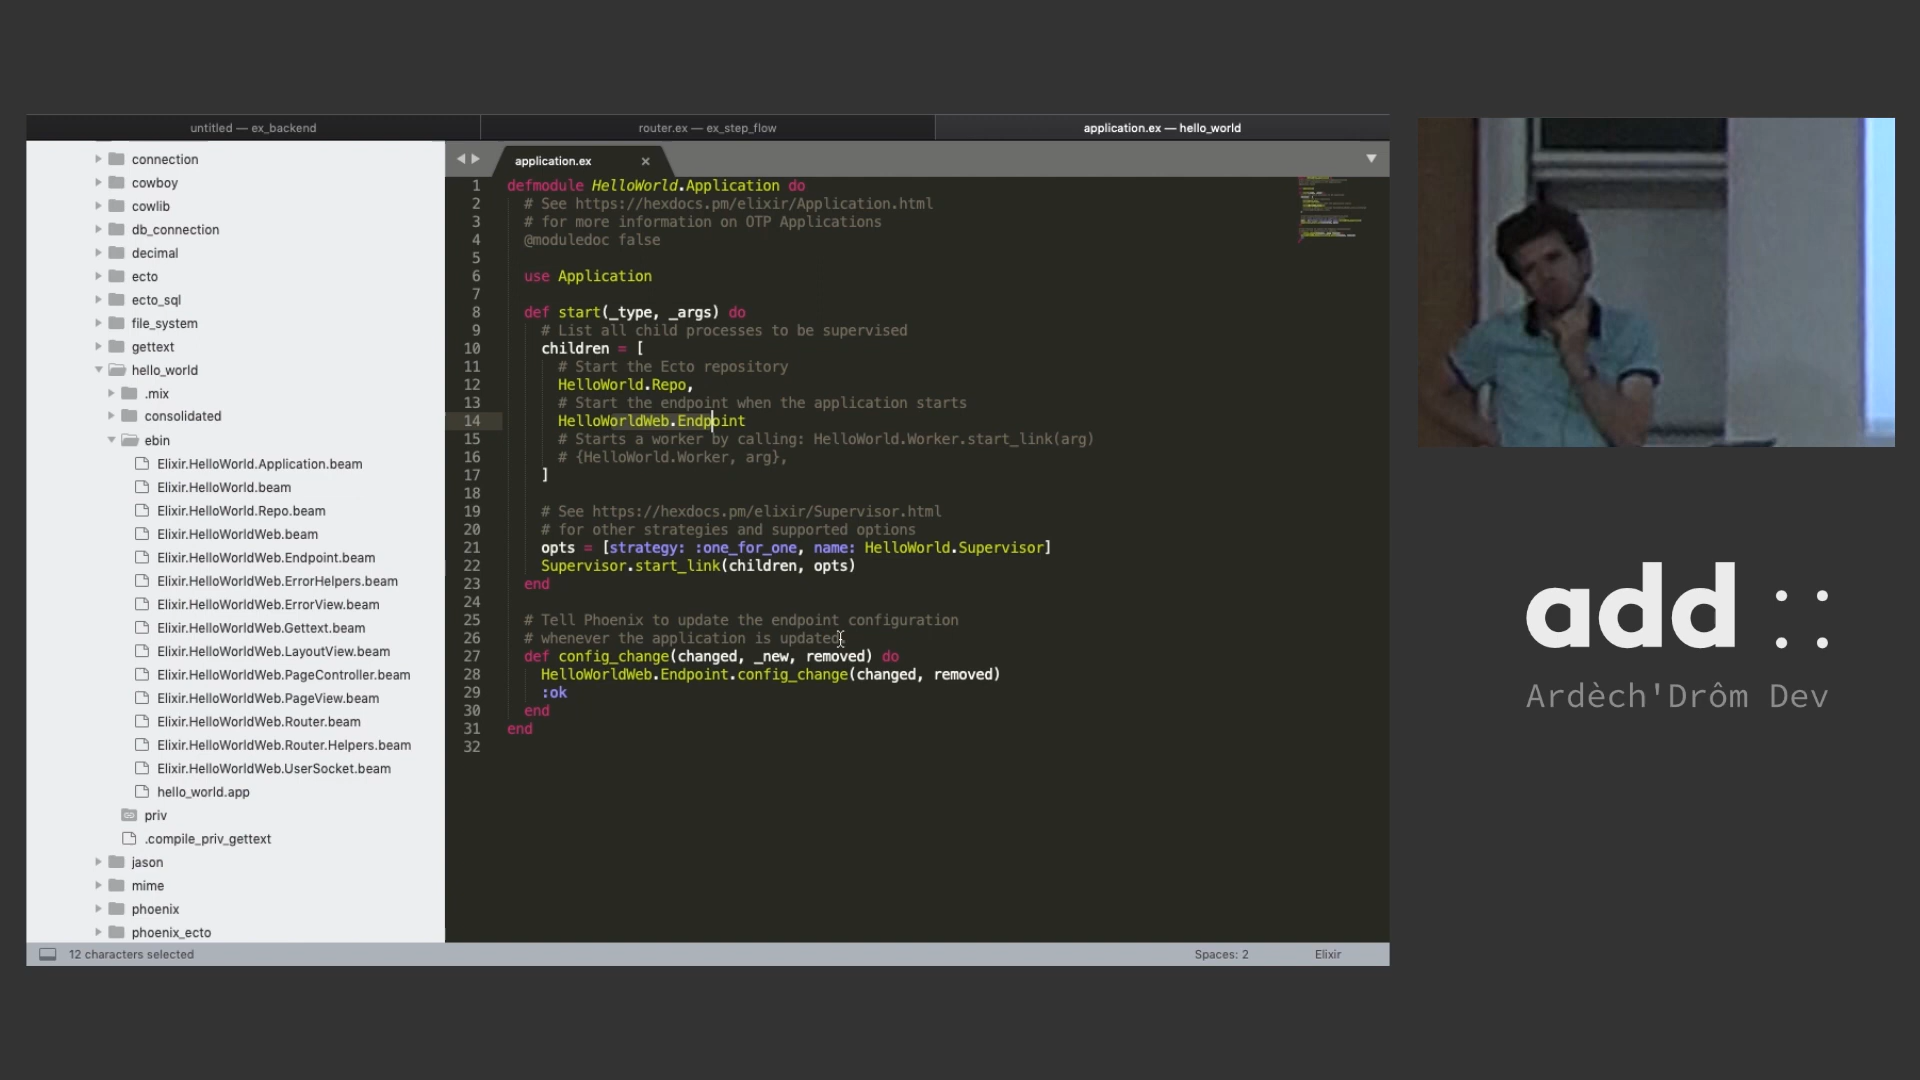 untitled — ex_backend
router.ex — ex_step_flow
application.ex — hello_world
connection
cowboy
cowlib
db_connection
decimal
ecto
ecto_sql
file_system
gettext
hello_world
.mix
consolidated
ebin
Elixir.HelloWorld.Application.beam
Elixir.HelloWorld.beam
Elixir.HelloWorld.Repo.beam
Elixir.HelloWorldWeb.beam
Elixir.HelloWorldWeb.Endpoint.beam
Elixir.HelloWorldWeb.ErrorHelpers.beam
Elixir.HelloWorldWeb.ErrorView.beam
Elixir.HelloWorldWeb.Gettext.beam
Elixir.HelloWorldWeb.LayoutView.beam
Elixir.HelloWorldWeb.PageController.beam
Elixir.HelloWorldWeb.PageView.beam
Elixir.HelloWorldWeb.Router.beam
Elixir.HelloWorldWeb.Router.Helpers.beam
Elixir.HelloWorldWeb.UserSocket.beam
hello_world.app
priv
.compile_priv_gettext
jason
mime
phoenix
phoenix_ecto
application.ex ×
1 defmodule HelloWorld.Application do
2 # See https://hexdocs.pm/elixir/Application.html
3 # for more information on OTP Applications
4 @moduledoc false
5
6 use Application
7
8 def start(_type, _args) do
9 # List all child processes to be supervised
10 children = [
11 # Start the Ecto repository
12 HelloWorld.Repo,
13 # Start the endpoint when the application starts
14 HelloWorldWeb.Endpoint
15 # Starts a worker by calling: HelloWorld.Worker.start_link(arg)
16 # {HelloWorld.Worker, arg},
17 ]
18
19 # See https://hexdocs.pm/elixir/Supervisor.html
20 # for other strategies and supported options
21 opts = [strategy: :one_for_one, name: HelloWorld.Supervisor]
22 Supervisor.start_link(children, opts)
23 end
24
25 # Tell Phoenix to update the endpoint configuration
26 # whenever the application is updated.
27 def config_change(changed, _new, removed) do
28 HelloWorldWeb.Endpoint.config_change(changed, removed)
29 :ok
30 end
31 end
32
12 characters selected
Spaces: 2
Elixir
add ::
Ardèch'Drôm Dev